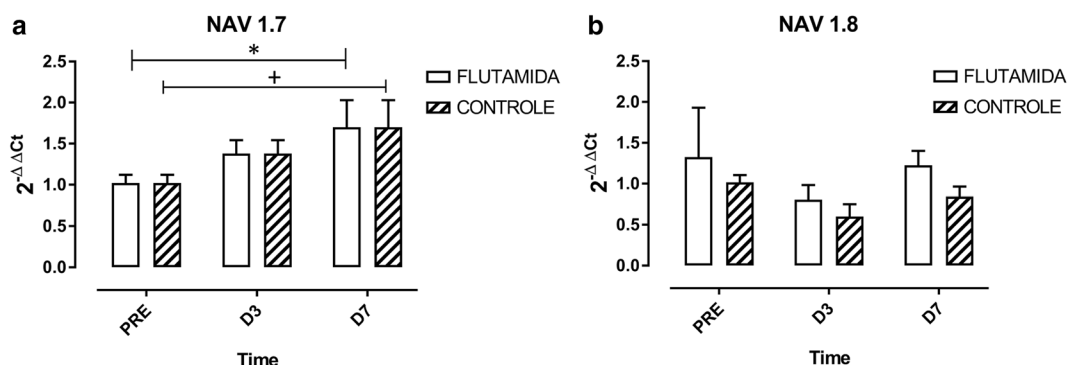 a
NAV 1.7
*
+
2.5
2.0
1.5
1.0
0.5
0.0
2^-Δ ΔCt
FLUTAMIDA
CONTROLE
PRE
D3
D7
Time
b
NAV 1.8
2.5
2.0
1.5
1.0
0.5
0.0
2^-Δ ΔCt
FLUTAMIDA
CONTROLE
PRE
D3
D7
Time